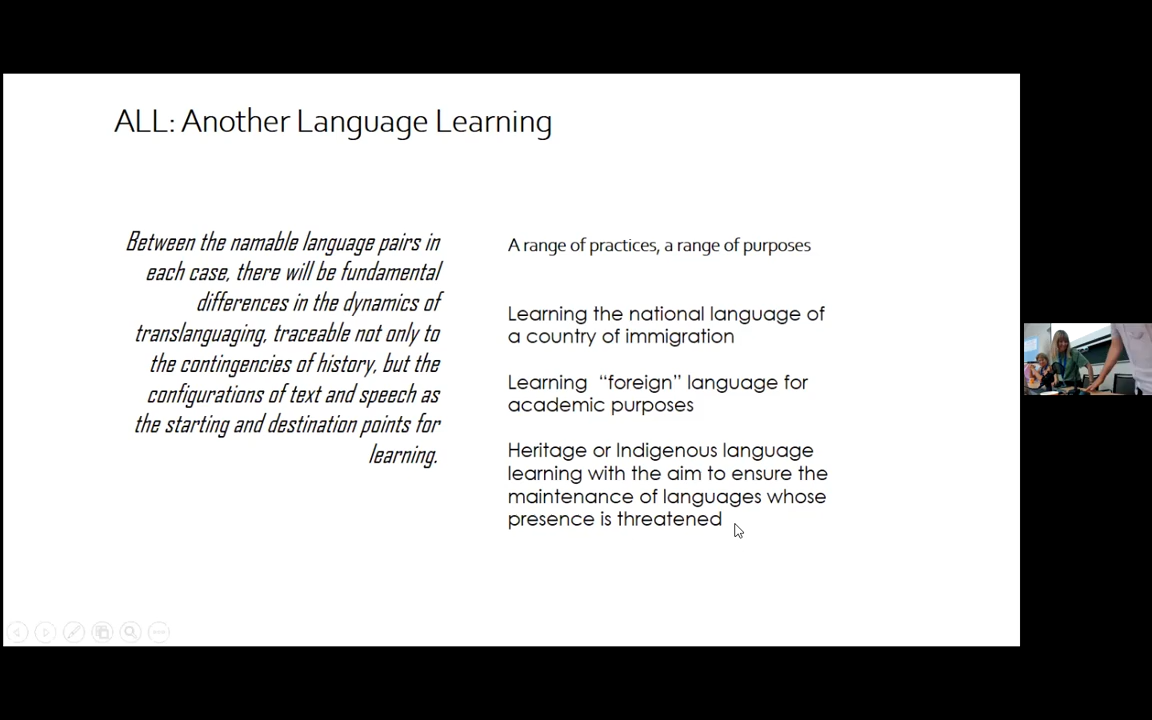 ALL: Another Language Learning
Between the namable language pairs in
each case, there will be fundamental
differences in the dynamics of
translanguaging, traceable not only to
the contingencies of history, but the
configurations of text and speech as
the starting and destination points for
learning.
A range of practices, a range of purposes
Learning the national language of
a country of immigration
Learning “foreign” language for
academic purposes
Heritage or Indigenous language
learning with the aim to ensure the
maintenance of languages whose
presence is threatened